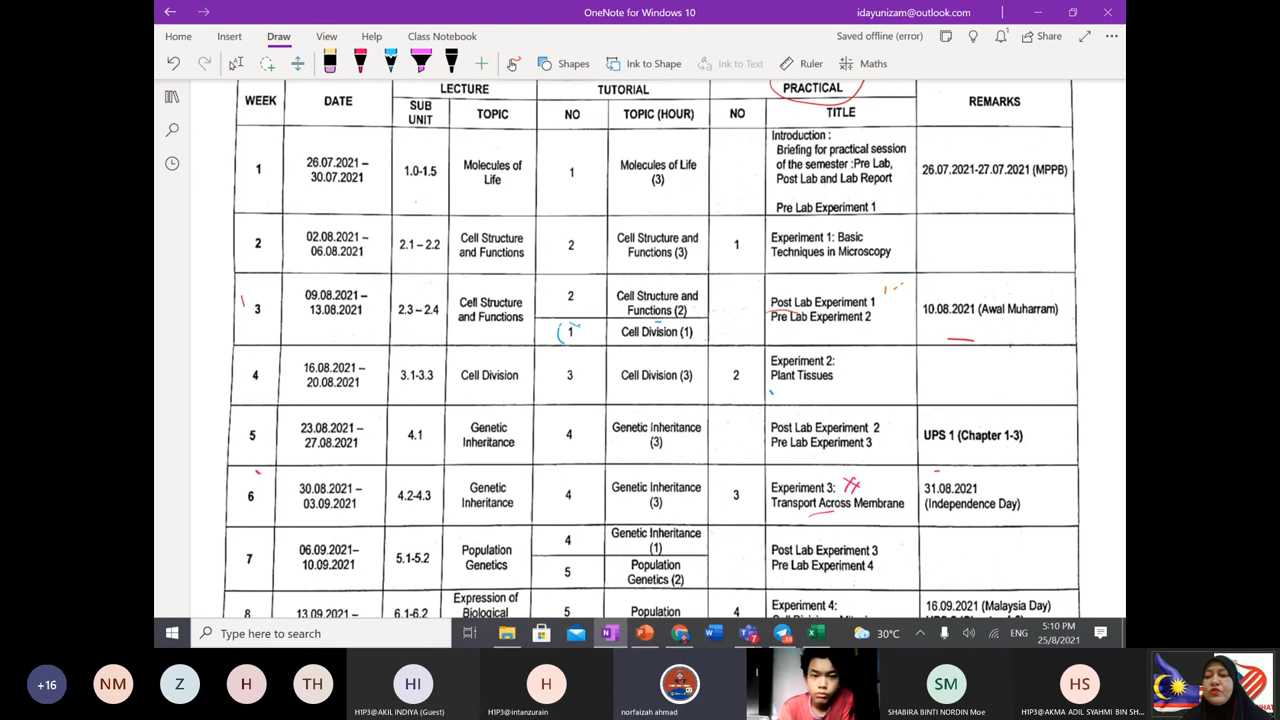 OneNote for Windows 10
idayunizam@outlook.com
Home Insert Draw View Help Class Notebook
Saved offline (error) Share
Shapes Ink to Shape Ink to Text Ruler Maths
WEEK DATE LECTURE TUTORIAL PRACTICAL REMARKS
SUB UNIT TOPIC NO TOPIC (HOUR) NO TITLE
Introduction :
Briefing for practical session
of the semester :Pre Lab,
Post Lab and Lab Report
Pre Lab Experiment 1
1
26.07.2021 –
30.07.2021
1.0-1.5
Molecules of
Life
1
Molecules of Life
(3)
26.07.2021-27.07.2021 (MPPB)
2
02.08.2021 –
06.08.2021
2.1 – 2.2
Cell Structure
and Functions
2
Cell Structure and
Functions (3)
1
Experiment 1: Basic
Techniques in Microscopy
3
09.08.2021 –
13.08.2021
2.3 – 2.4
Cell Structure
and Functions
2
Cell Structure and
Functions (2)
1
Cell Division (1)
Post Lab Experiment 1
Pre Lab Experiment 2
10.08.2021 (Awal Muharram)
4
16.08.2021 –
20.08.2021
3.1-3.3
Cell Division
3
Cell Division (3)
2
Experiment 2:
Plant Tissues
5
23.08.2021 –
27.08.2021
4.1
Genetic
Inheritance
4
Genetic Inheritance
(3)
Post Lab Experiment 2
Pre Lab Experiment 3
UPS 1 (Chapter 1-3)
6
30.08.2021 –
03.09.2021
4.2-4.3
Genetic
Inheritance
4
Genetic Inheritance
(3)
3
Experiment 3:
Transport Across Membrane
31.08.2021
(Independence Day)
7
06.09.2021–
10.09.2021
5.1-5.2
Population
Genetics
4
Genetic Inheritance
(1)
5
Population
Genetics (2)
Post Lab Experiment 3
Pre Lab Experiment 4
8
13.09.2021 –
6.1-6.2
Expression of
Biological
5
Population
4
Experiment 4:
16.09.2021 (Malaysia Day)
Type here to search
30°C
ENG
5:10 PM
25/8/2021
+16
NM
Z
H
TH
HI
H
SM
HS
H1P3@AKIL INDIYA (Guest)
H1P3@intanzurain
norfaizah ahmad
SHABIRA BINTI NORDIN Moe
H1P3@AKMA ADIL SYAHMI BIN SH...